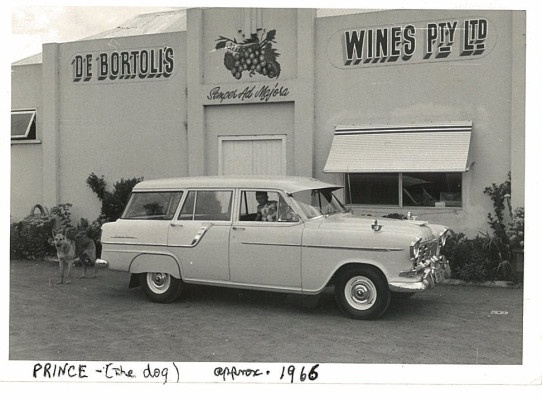 DE BORTOLI'S
WINES PTY LTD
Semper Ad Majora
PRINCE - (the dog) approx. 1966